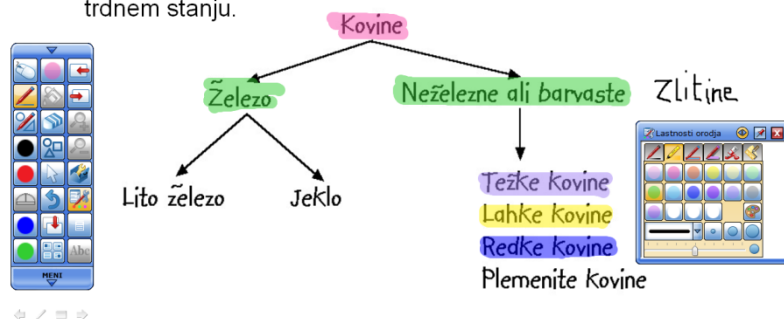 trdnem stanju.
Kovine
Železo
Neželezne ali barvaste
Zlitine
Lastnosti orodja
Lito železo
Jeklo
Težke kovine
Lahke kovine
Redke kovine
Plemenite kovine
MENI
Abc